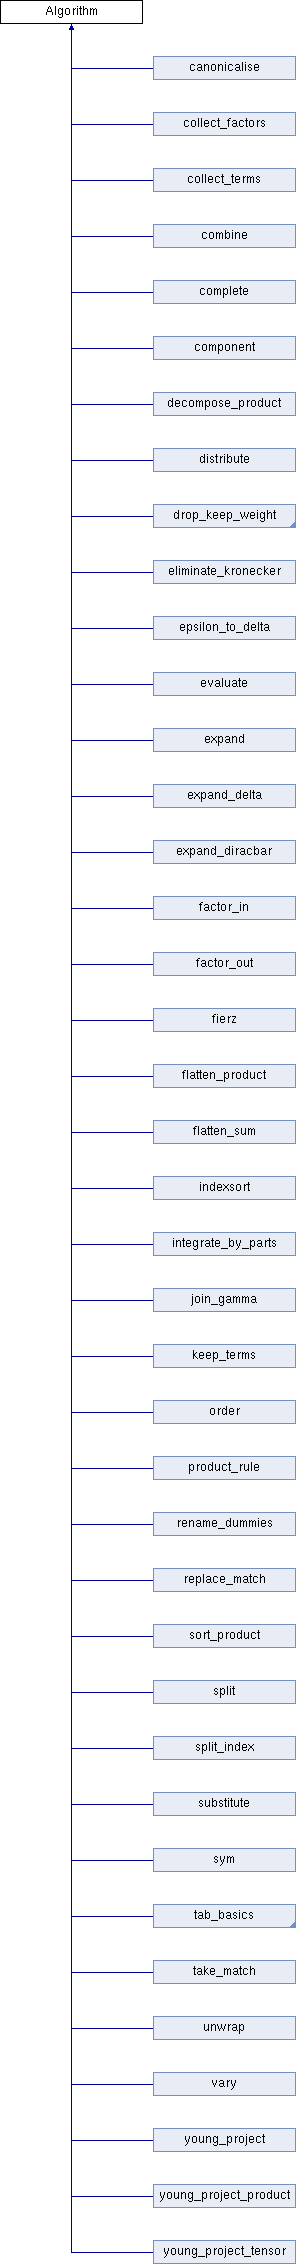 Algorithm
canonicalise
collect_factors
collect_terms
combine
complete
component
decompose_product
distribute
drop_keep_weight
eliminate_kronecker
epsilon_to_delta
evaluate
expand
expand_delta
expand_diracbar
factor_in
factor_out
fierz
flatten_product
flatten_sum
indexsort
integrate_by_parts
join_gamma
keep_terms
order
product_rule
rename_dummies
replace_match
sort_product
split
split_index
substitute
sym
tab_basics
take_match
unwrap
vary
young_project
young_project_product
young_project_tensor